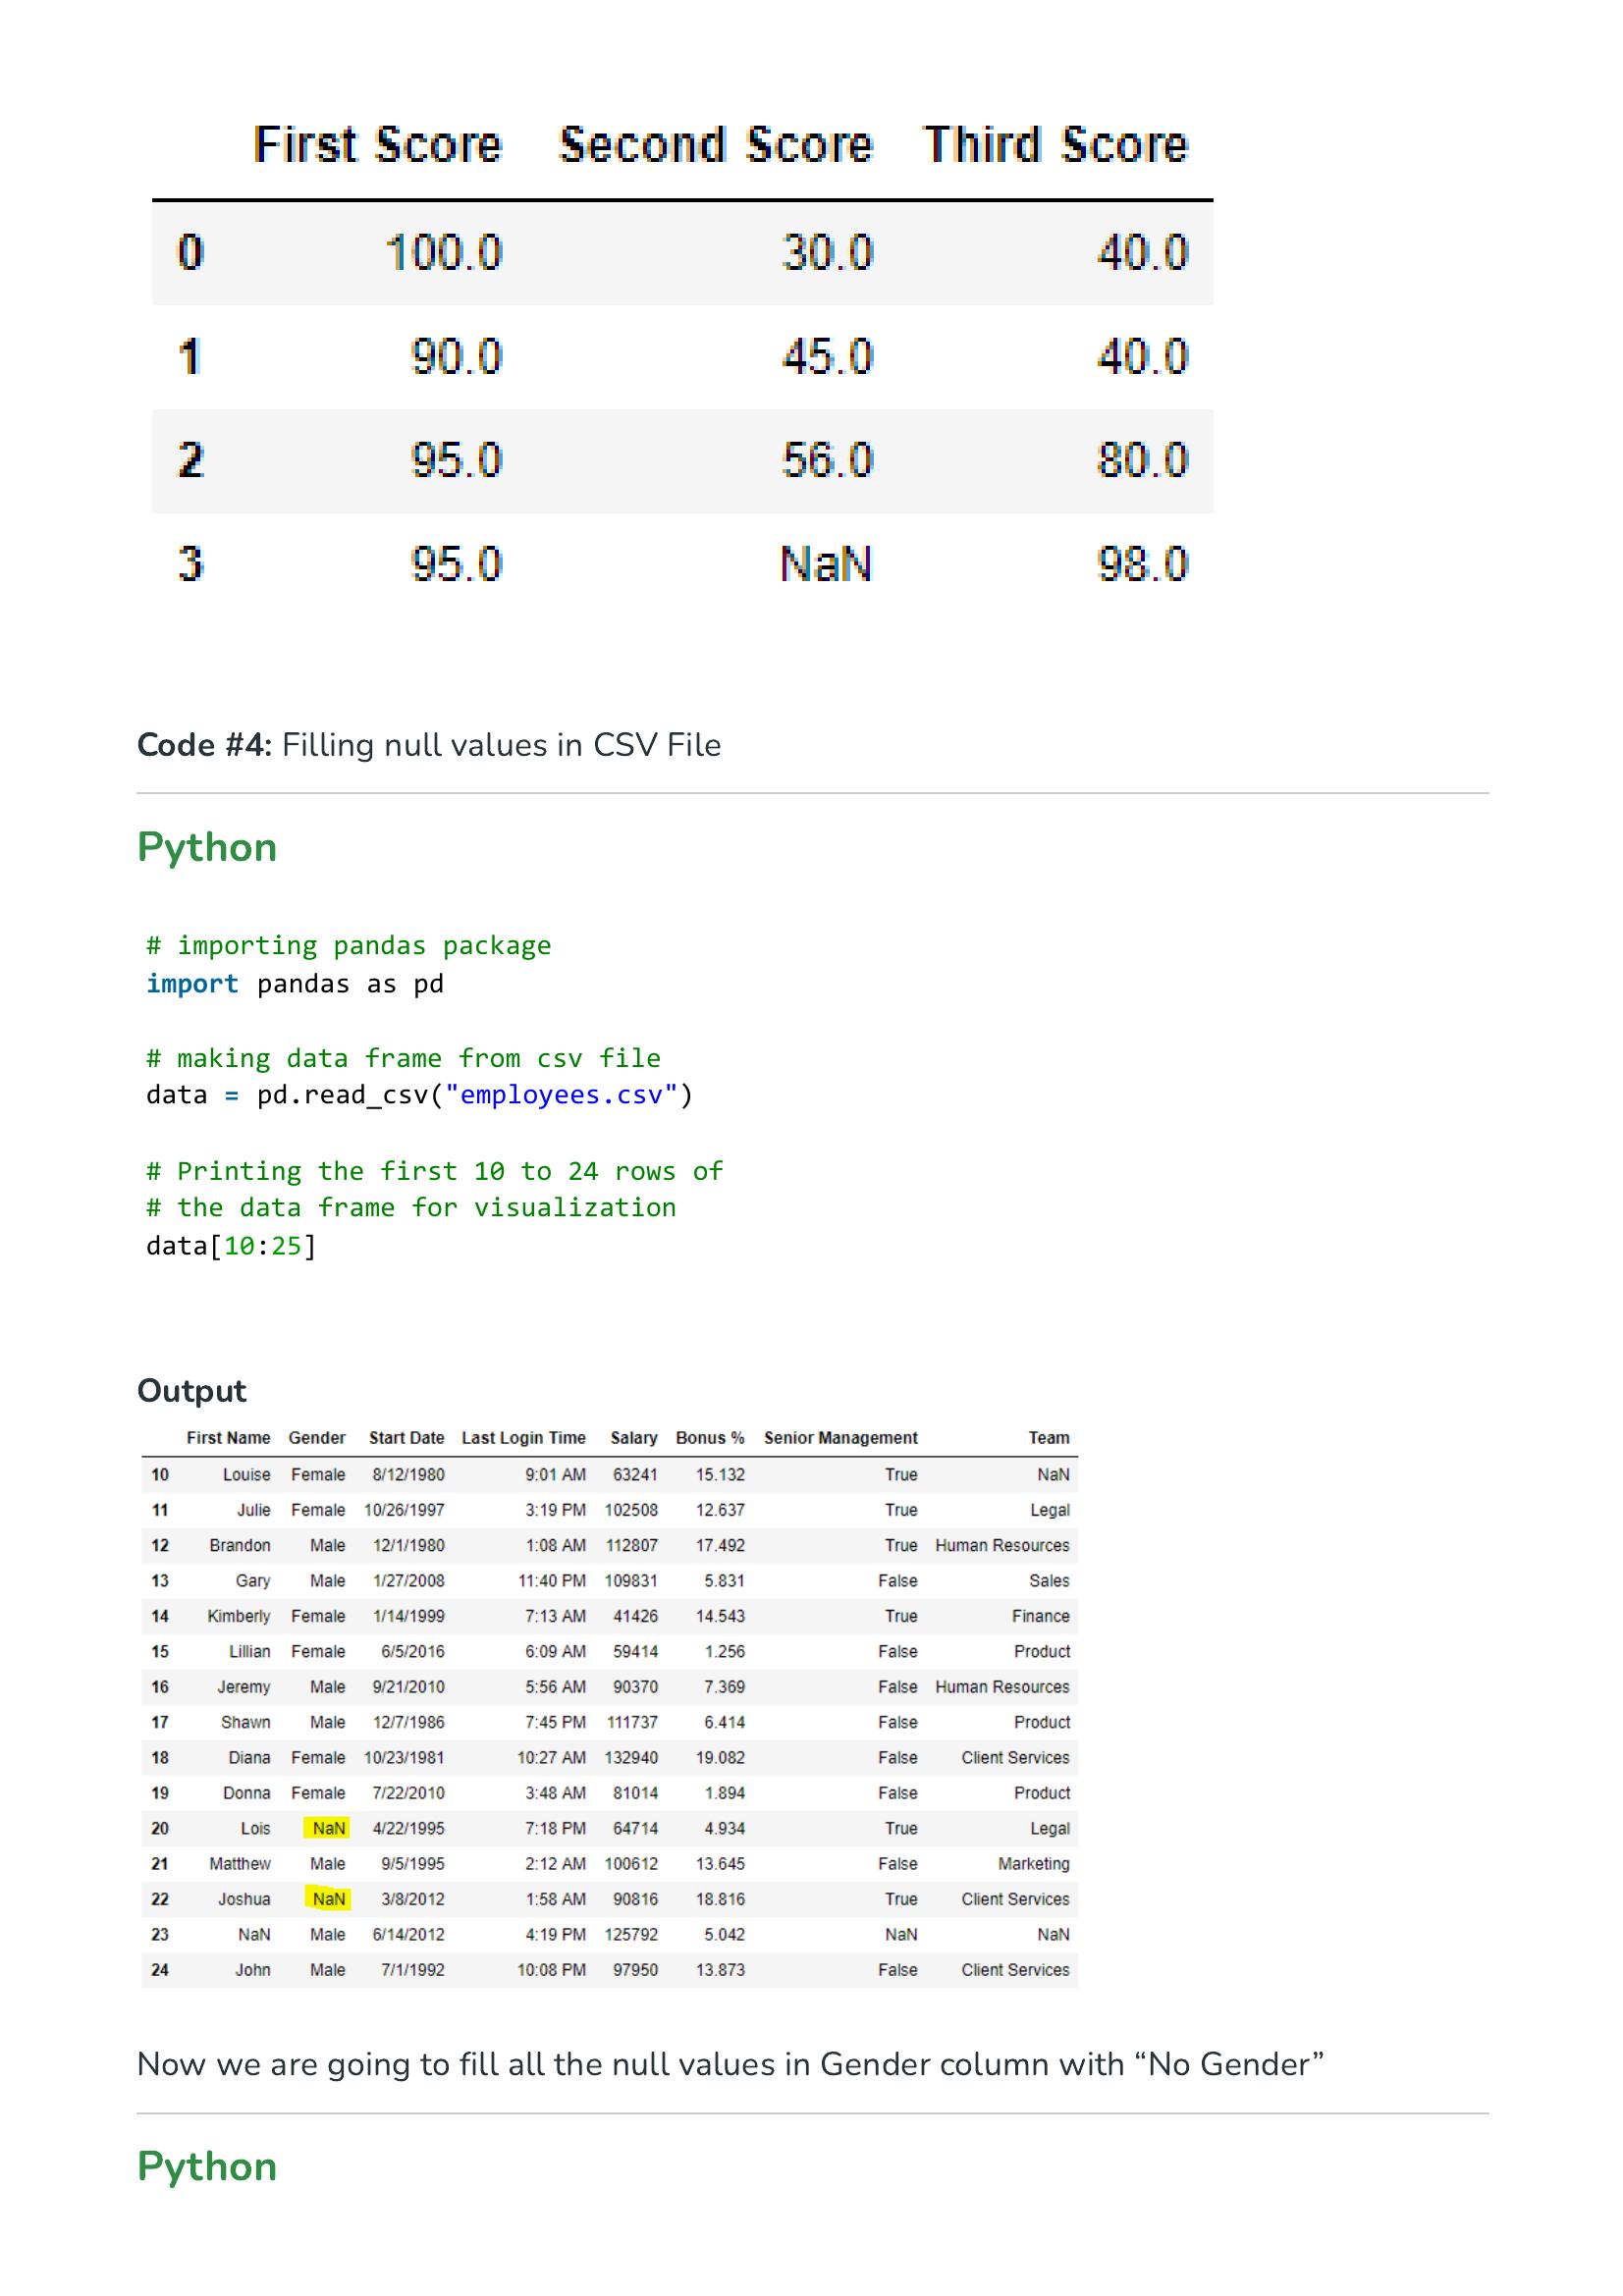 First Score Second Score Third Score
0 100.0 30.0 40.0
1 90.0 45.0 40.0
2 95.0 56.0 80.0
3 95.0 NaN 98.0
Code #4: Filling null values in CSV File
Python
# importing pandas package
import pandas as pd
# making data frame from csv file
data = pd.read_csv("employees.csv")
# Printing the first 10 to 24 rows of
# the data frame for visualization
data[10:25]
Output
First Name Gender Start Date Last Login Time Salary Bonus % Senior Management Team
10 Louise Female 8/12/1980 9:01 AM 63241 15.132 True NaN
11 Julie Female 10/26/1997 3:19 PM 102508 12.637 True Legal
12 Brandon Male 12/1/1980 1:08 AM 112807 17.492 True Human Resources
13 Gary Male 1/27/2008 11:40 PM 109831 5.831 False Sales
14 Kimberly Female 1/14/1999 7:13 AM 41426 14.543 True Finance
15 Lillian Female 6/5/2016 6:09 AM 59414 1.256 False Product
16 Jeremy Male 9/21/2010 5:56 AM 90370 7.369 False Human Resources
17 Shawn Male 12/7/1986 7:45 PM 111737 6.414 False Product
18 Diana Female 10/23/1981 10:27 AM 132940 19.082 False Client Services
19 Donna Female 7/22/2010 3:48 AM 81014 1.894 False Product
20 Lois NaN 4/22/1995 7:18 PM 64714 4.934 True Legal
21 Matthew Male 9/5/1995 2:12 AM 100612 13.645 False Marketing
22 Joshua NaN 3/8/2012 1:58 AM 90816 18.816 True Client Services
23 NaN Male 6/14/2012 4:19 PM 125792 5.042 NaN NaN
24 John Male 7/1/1992 10:08 PM 97950 13.873 False Client Services
Now we are going to fill all the null values in Gender column with “No Gender”
Python